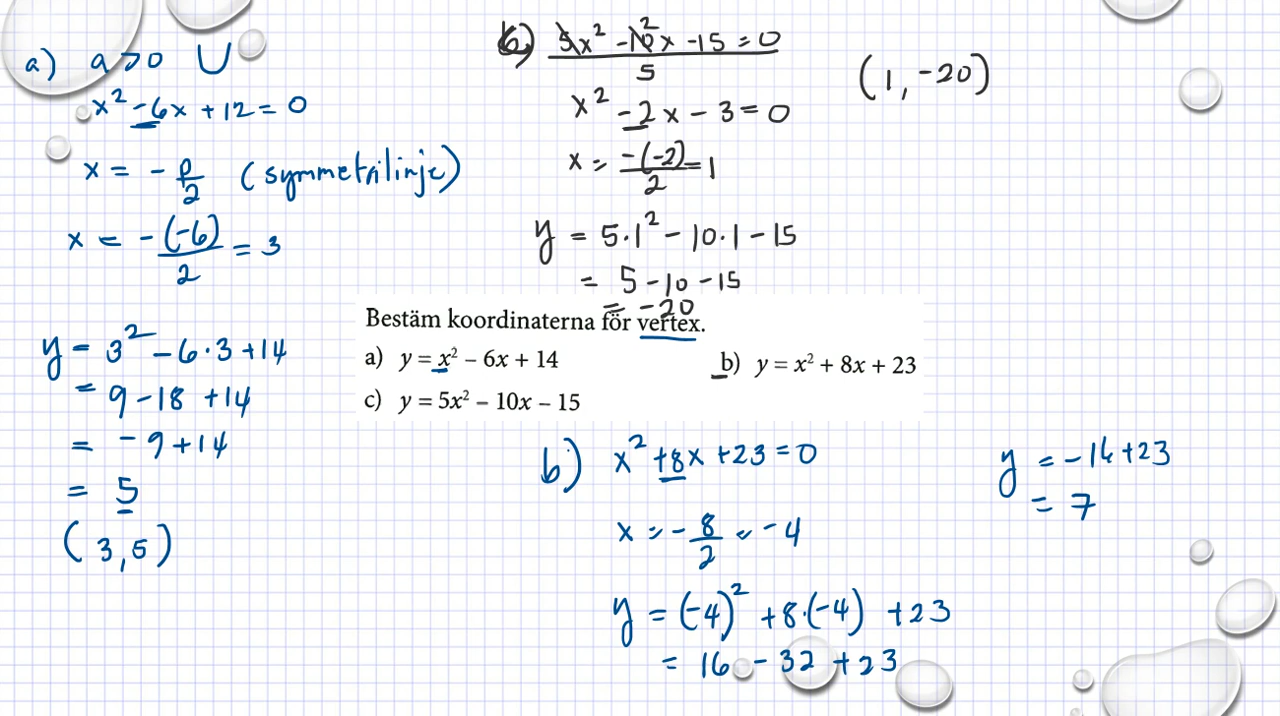 a) a > 0 U
x² - 6x + 12 = 0
x = - p/2 (symmetrilinje)
x = -(-6)/2 = 3
y = 3² - 6·3 + 14
= 9 - 18 + 14
= -9 + 14
= 5
(3, 5)
5x² - 10x - 15 = 0
2
5
x² - 2x - 3 = 0
x = -(-2)/2 = 1
y = 5·1² - 10·1 - 15
= 5 - 10 - 15
= -20
(1, -20)
Bestäm koordinaterna för vertex.
a) y = x² – 6x + 14
b) y = x² + 8x + 23
c) y = 5x² – 10x – 15
b) x² + 8x + 23 = 0
x = - 8/2 = -4
y = (-4)² + 8·(-4) + 23
= 16 - 32 + 23
y = -16 + 23
= 7